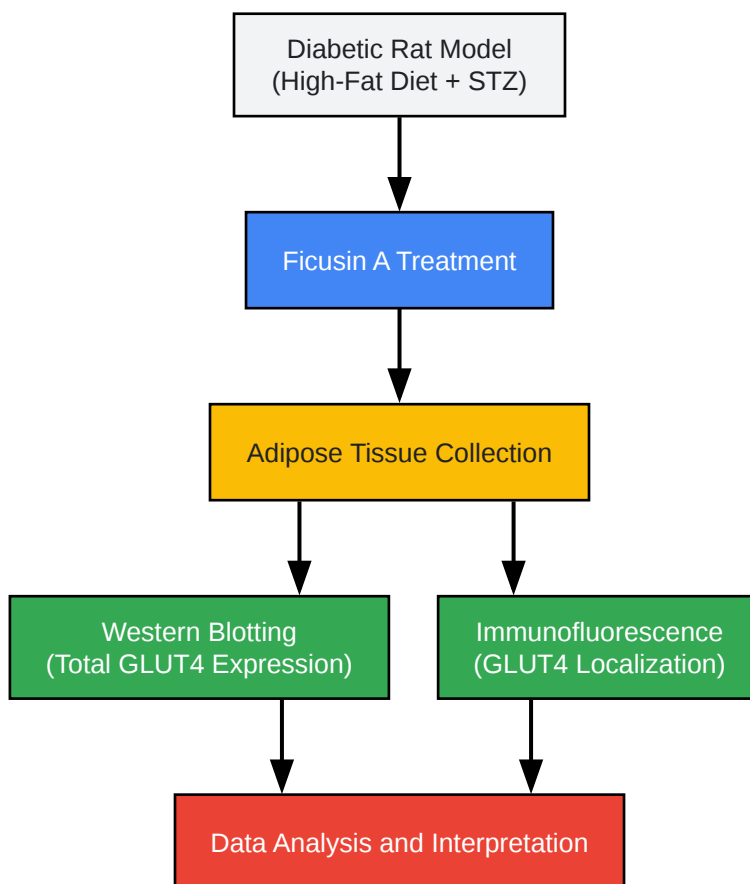 Diabetic Rat Model
(High-Fat Diet + STZ)
Ficusin A Treatment
Adipose Tissue Collection
Western Blotting
(Total GLUT4 Expression)
Immunofluorescence
(GLUT4 Localization)
Data Analysis and Interpretation